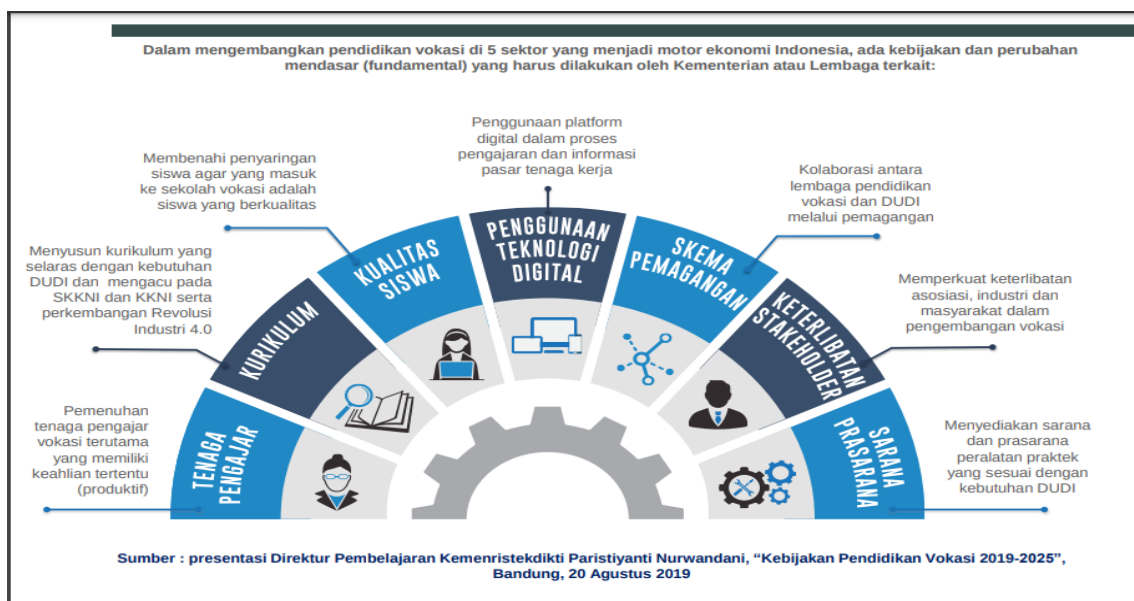 Dalam mengembangkan pendidikan vokasi di 5 sektor yang menjadi motor ekonomi Indonesia, ada kebijakan dan perubahan
mendasar (fundamental) yang harus dilakukan oleh Kementerian atau Lembaga terkait:
Pemenuhan
tenaga pengajar
vokasi terutama
yang memiliki
keahlian tertentu
(produktif)
TENAGA
PENGAJAR
Menyusun kurikulum yang
selaras dengan kebutuhan
DUDI dan mengacu pada
SKKNI dan KKNI serta
perkembangan Revolusi
Industri 4.0
KURIKULUM
Membenahi penyaringan
siswa agar yang masuk
ke sekolah vokasi adalah
siswa yang berkualitas
KUALITAS
SISWA
Penggunaan platform
digital dalam proses
pengajaran dan informasi
pasar tenaga kerja
PENGGUNAAN
TEKNOLOGI
DIGITAL
Kolaborasi antara
lembaga pendidikan
vokasi dan DUDI
melalui pemagangan
SKEMA
PEMAGANGAN
Memperkuat keterlibatan
asosiasi, industri dan
masyarakat dalam
pengembangan vokasi
KETERLIBATAN
STAKEHOLDER
Menyediakan sarana
dan prasarana
peralatan praktek
yang sesuai dengan
kebutuhan DUDI
SARANA
PRASARANA
Sumber : presentasi Direktur Pembelajaran Kemenristekdikti Paristiyanti Nurwandani, “Kebijakan Pendidikan Vokasi 2019-2025”,
Bandung, 20 Agustus 2019